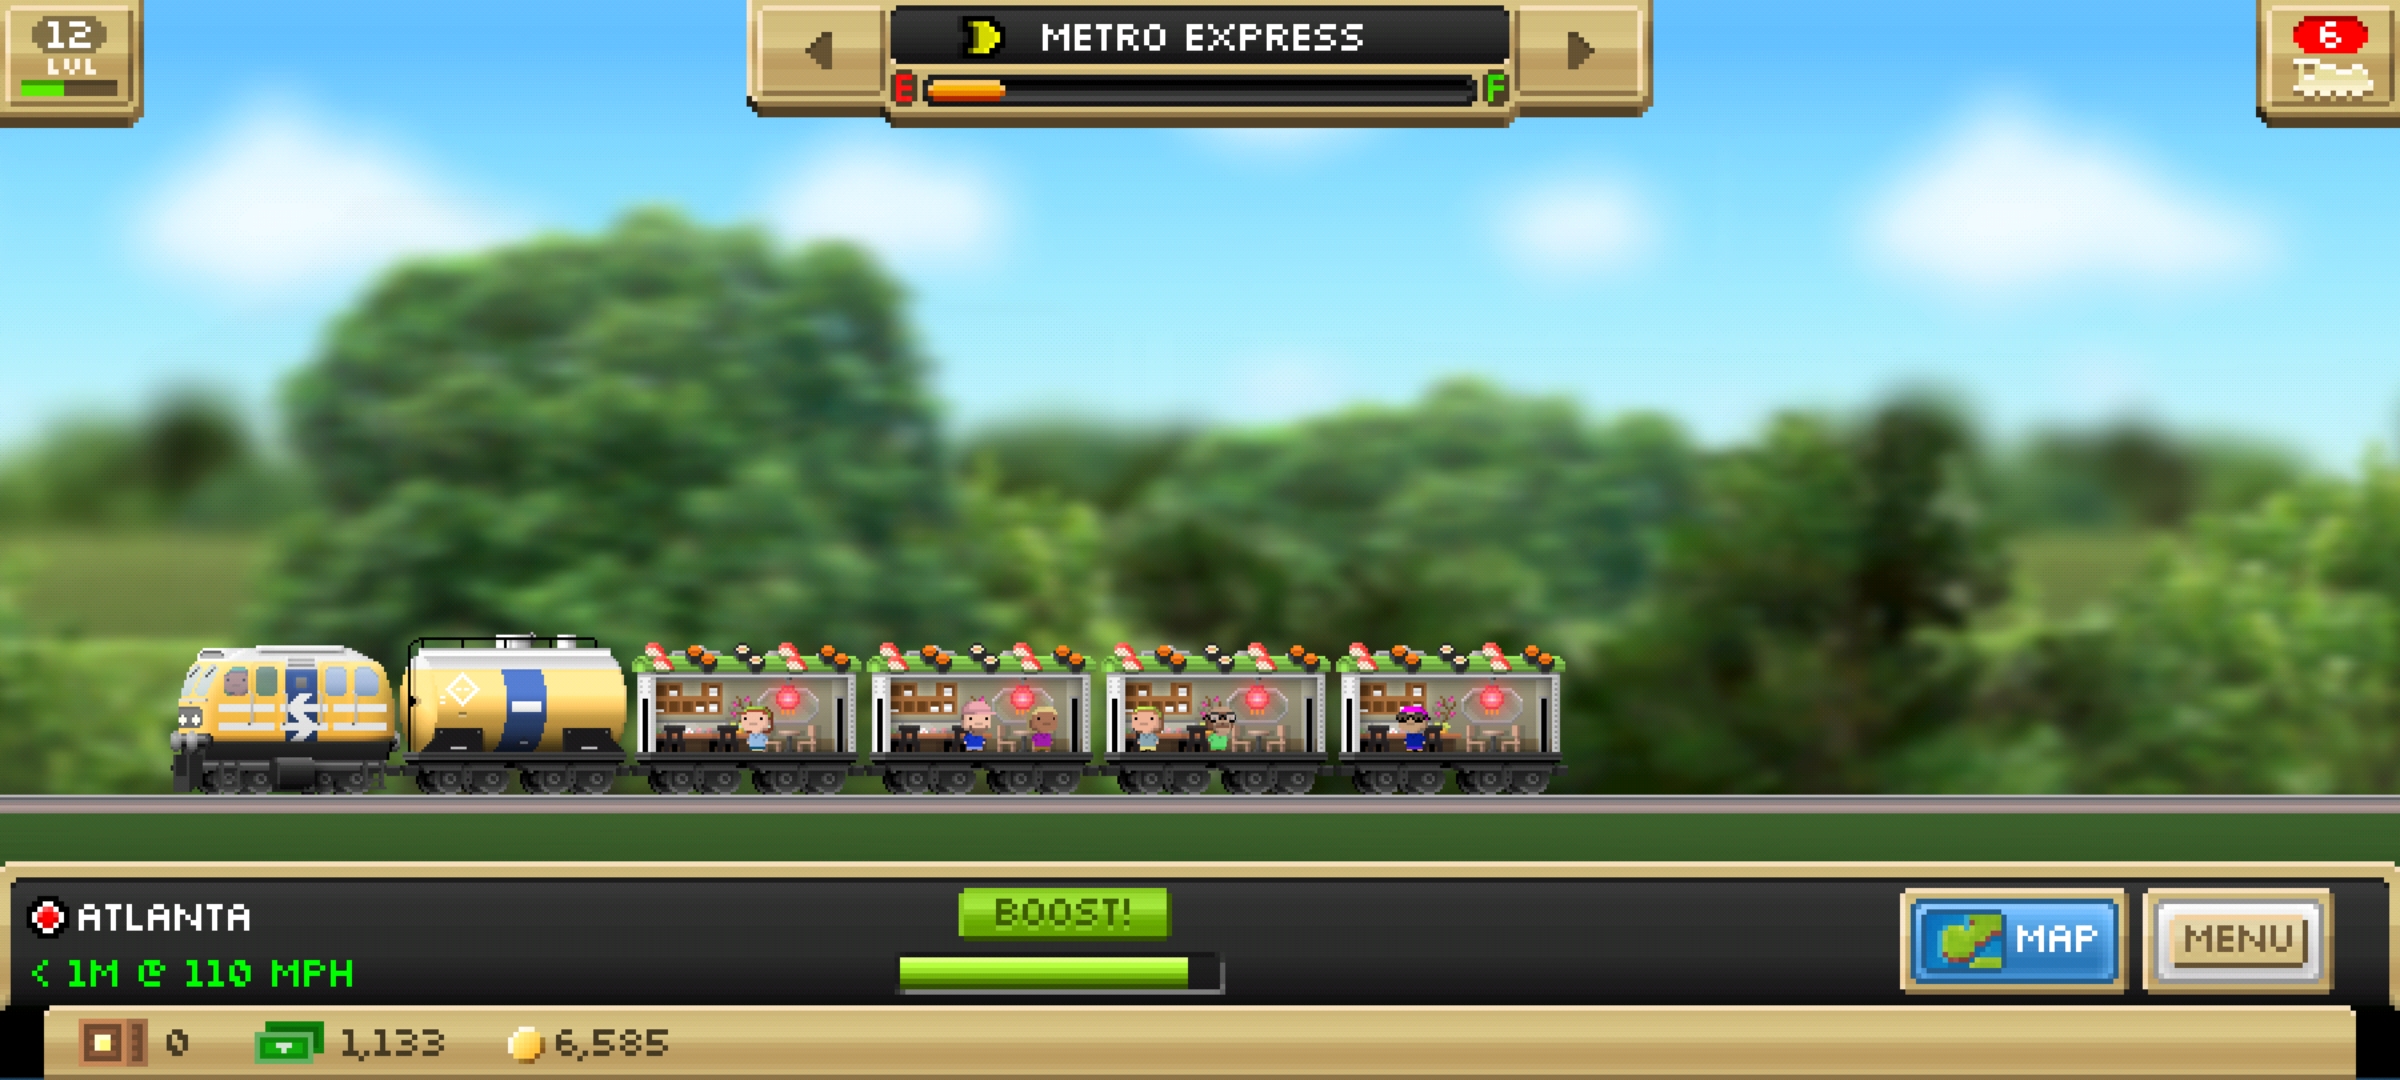 12
LVL
METRO EXPRESS
E F
6
ATLANTA
< 1M @ 110 MPH
BOOST!
MAP
MENU
0 1,133 6,585